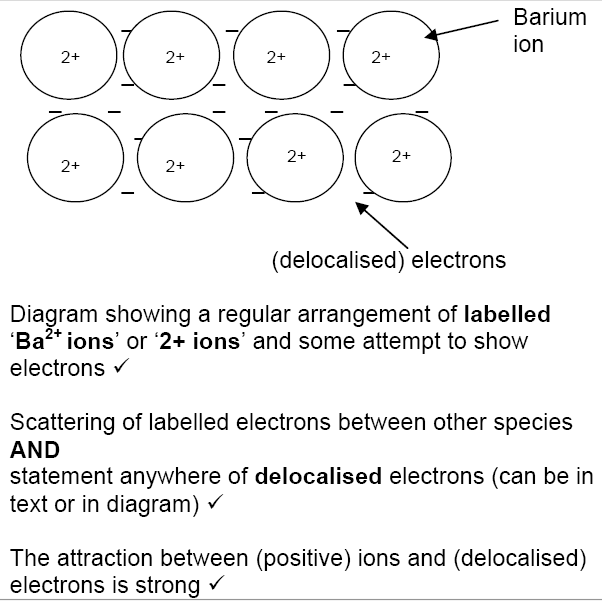 Barium
ion
2+ 2+ 2+ 2+
2+ 2+ 2+ 2+
(delocalised) electrons
Diagram showing a regular arrangement of labelled
‘Ba²⁺ ions’ or ‘2+ ions’ and some attempt to show
electrons ✓
Scattering of labelled electrons between other species
AND
statement anywhere of delocalised electrons (can be in
text or in diagram) ✓
The attraction between (positive) ions and (delocalised)
electrons is strong ✓